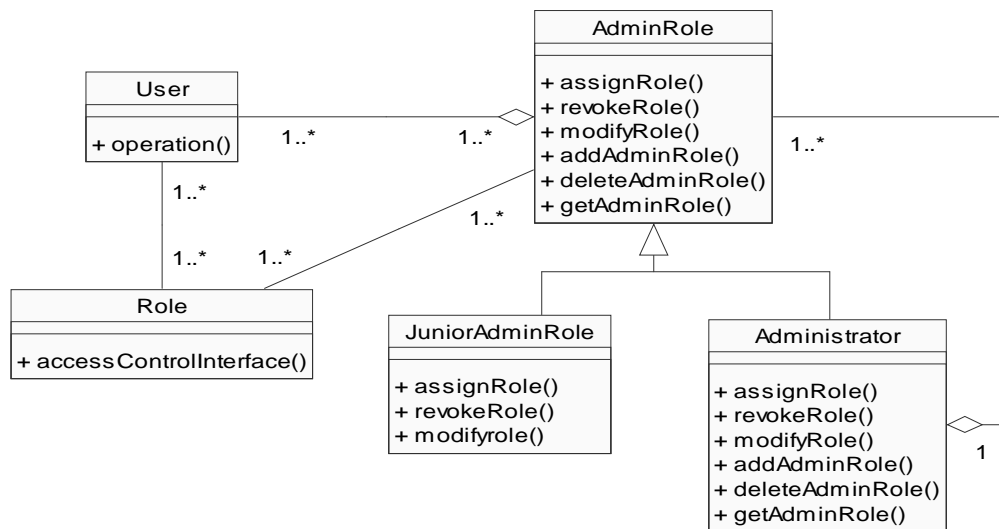 AdminRole
+ assignRole()
+ revokeRole()
+ modifyRole()
+ addAdminRole()
+ deleteAdminRole()
+ getAdminRole()
User
+ operation()
1..*
1..*
1..*
1..*
1..*
1..*
1..*
Role
+ accessControlInterface()
JuniorAdminRole
+ assignRole()
+ revokeRole()
+ modifyrole()
Administrator
+ assignRole()
+ revokeRole()
+ modifyRole()
+ addAdminRole()
+ deleteAdminRole()
+ getAdminRole()
1